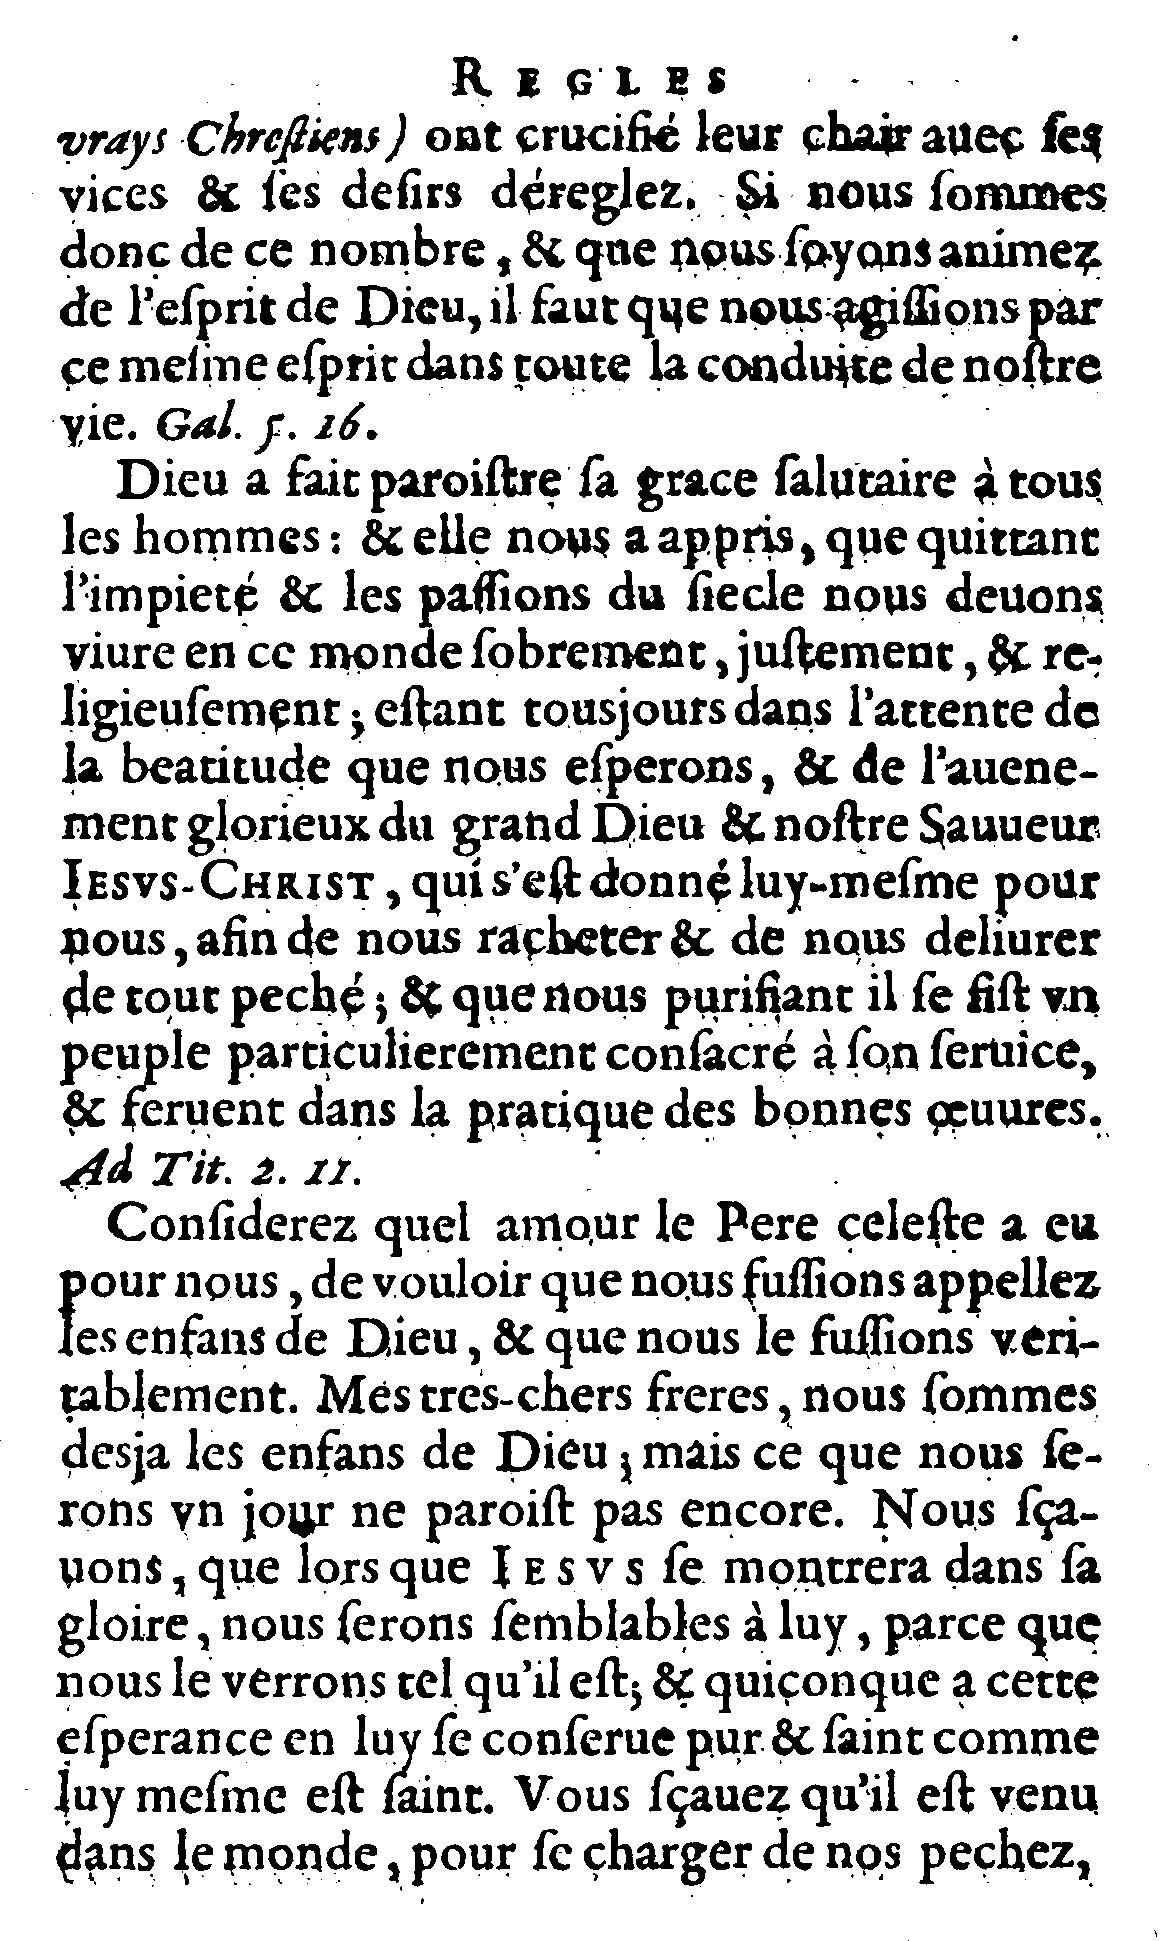 REGLES
vrays Chreſtiens) ont crucifié leur chair auec ſes
vices & ſes deſirs déreglez. Si nous ſommes
donc de ce nombre, & que nous ſoyons animez
de l'eſprit de Dieu, il faut que nous agiſſions par
ce meſme eſprit dans toute la conduite de noſtre
vie. Gal. 5. 16.
Dieu a fait paroiſtre ſa grace ſalutaire à tous
les hommes: & elle nous a appris, que quittant
l'impieté & les paſſions du ſiecle nous deuons
viure en ce monde ſobrement, juſtement, & re-
ligieuſement; eſtant tousjours dans l'attente de
la beatitude que nous eſperons, & de l'auene-
ment glorieux du grand Dieu & noſtre Sauueur
IESVS-CHRIST, qui s'eſt donné luy-meſme pour
nous, afin de nous racheter & de nous deliurer
de tout peché; & que nous purifiant il ſe fiſt vn
peuple particulierement conſacré à ſon ſeruice,
& feruent dans la pratique des bonnes œuures.
Ad Tit. 2. 11.
Conſiderez quel amour le Pere celeſte a eu
pour nous, de vouloir que nous fuſſions appellez
les enfans de Dieu, & que nous le fuſſions veri-
tablement. Mes tres-chers freres, nous ſommes
desja les enfans de Dieu; mais ce que nous ſe-
rons vn jour ne paroiſt pas encore. Nous ſça-
uons, que lors que IESVS ſe montrera dans ſa
gloire, nous ſerons ſemblables à luy, parce que
nous le verrons tel qu'il eſt; & quiconque a cette
eſperance en luy ſe conſerue pur & ſaint comme
luy meſme eſt ſaint. Vous ſçauez qu'il eſt venu
dans le monde, pour ſe charger de nos pechez,